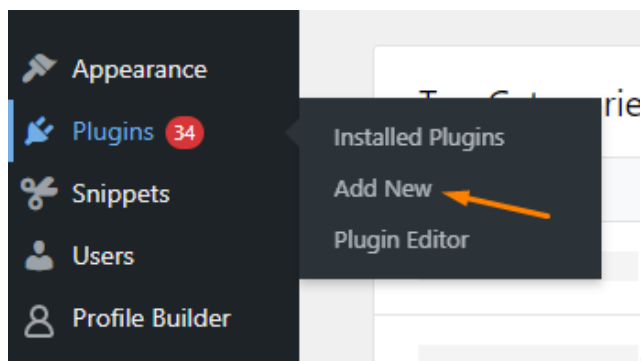 Appearance
Plugins 34
Snippets
Users
Profile Builder
Installed Plugins
Add New
Plugin Editor